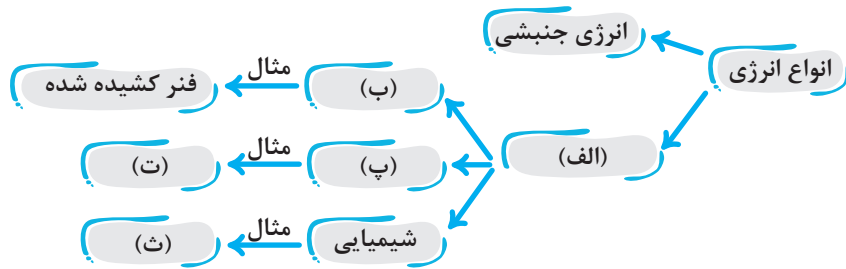 انواع انرژی
انرژی جنبشی
(الف)
(ب)
مثال
فنر کشیده شده
(پ)
مثال
(ت)
شیمیایی
مثال
(ث)